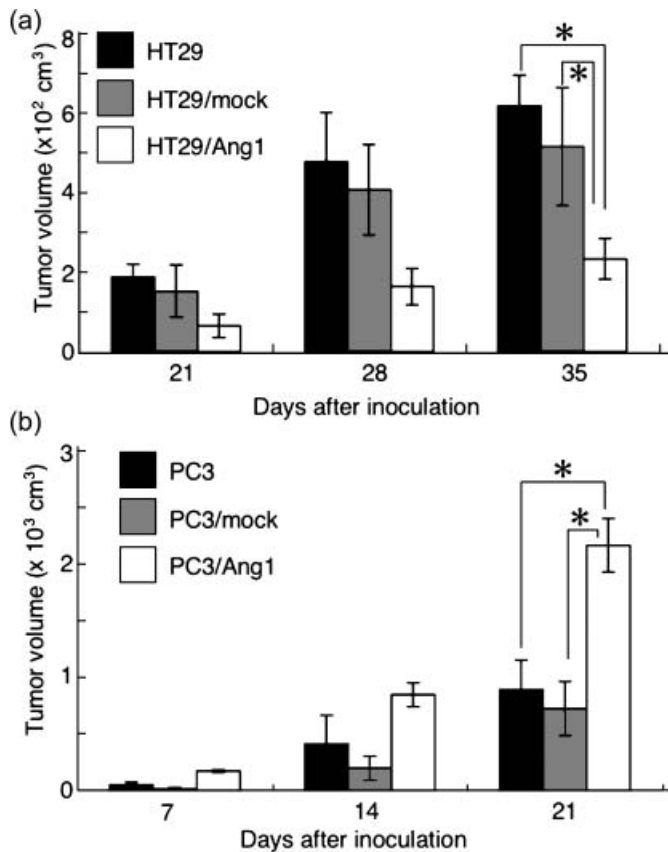 (a)
8
6
4
2
0
Tumor volume (x10² cm³)
HT29
HT29/mock
HT29/Ang1
*
*
21 28 35
Days after inoculation
(b)
3
2
1
0
Tumor volume (x 10³ cm³)
PC3
PC3/mock
PC3/Ang1
*
*
7 14 21
Days after inoculation